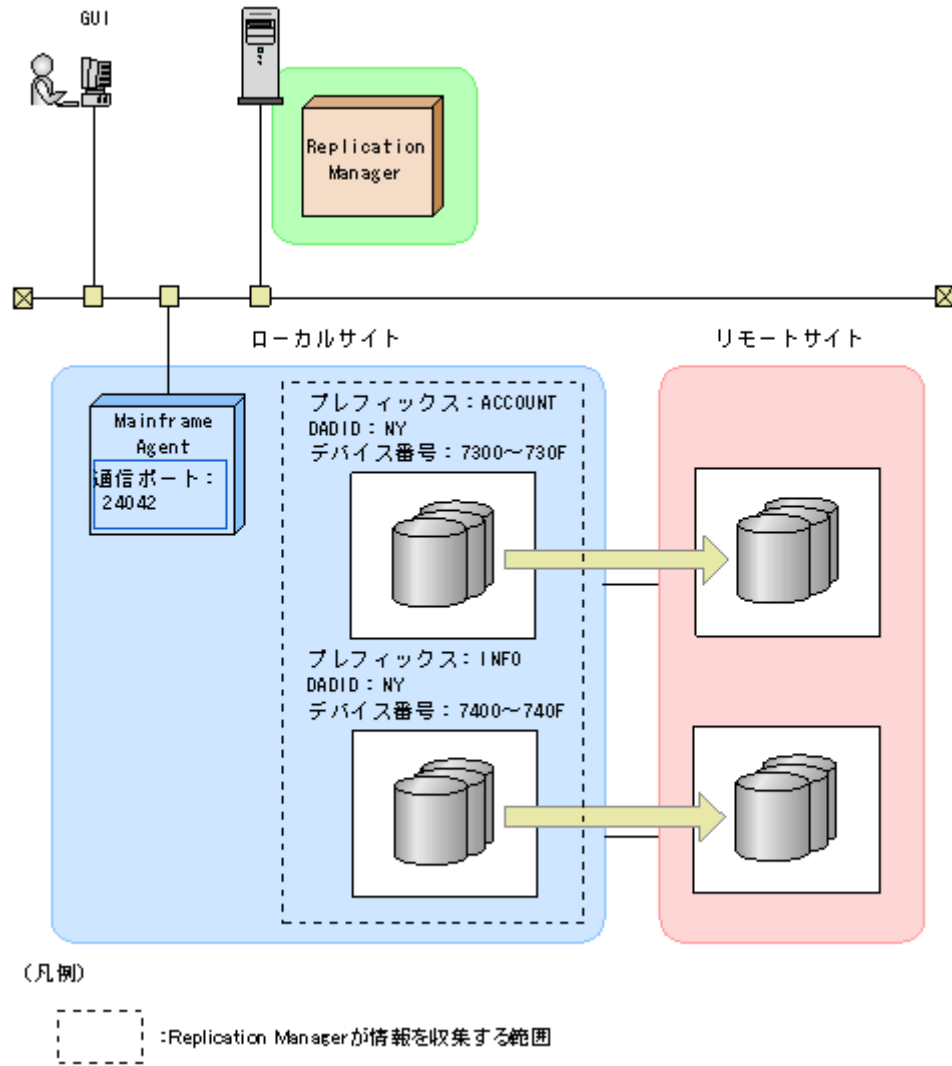 GUI
Replication
Manager
ローカルサイト
リモートサイト
Mainframe
Agent
通信ポート：
24042
プレフィックス：ACCOUNT
DADID：NY
デバイス番号：7300～730F
プレフィックス：INFO
DADID：NY
デバイス番号：7400～740F
（凡例）
：Replication Managerが情報を収集する範囲